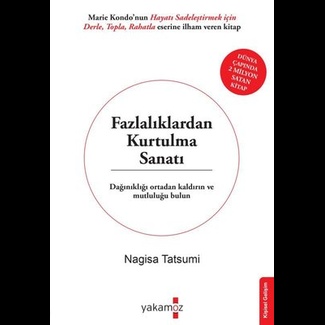 Marie Kondo'nun Hayatı Sadeleştirmek için
Derle, Topla, Rahatla eserine ilham veren kitap
DÜNYA
ÇAPINDA
2 MİLYON
SATAN
KİTAP
Fazlalıklardan
Kurtulma
Sanatı
Dağınıklığı ortadan kaldırın ve
mutluluğu bulun
Nagisa Tatsumi
yakamoz
Kişisel Gelişim